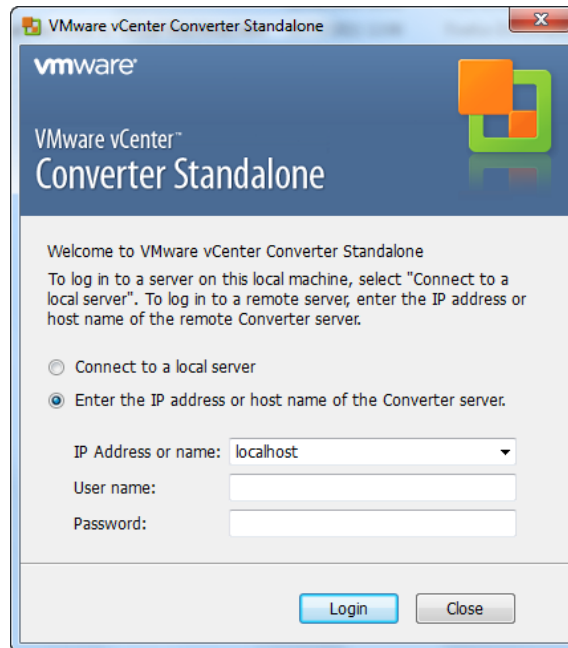 VMware vCenter Converter Standalone
vmware
VMware vCenter™
Converter Standalone
Welcome to VMware vCenter Converter Standalone
To log in to a server on this local machine, select "Connect to a
local server". To log in to a remote server, enter the IP address or
host name of the remote Converter server.
Connect to a local server
Enter the IP address or host name of the Converter server.
IP Address or name: localhost
User name:
Password:
Login Close